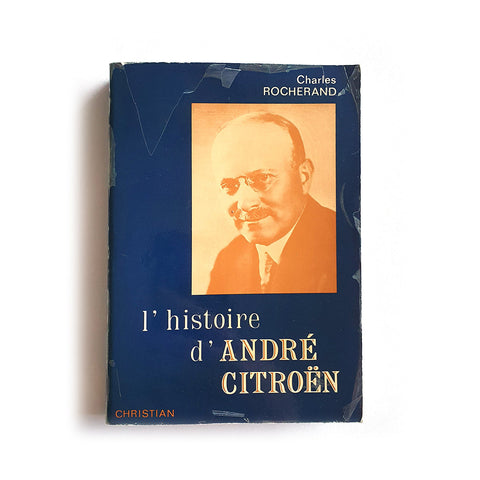 Charles
ROCHERAND
l'histoire
d'ANDRÉ
CITROËN
CHRISTIAN